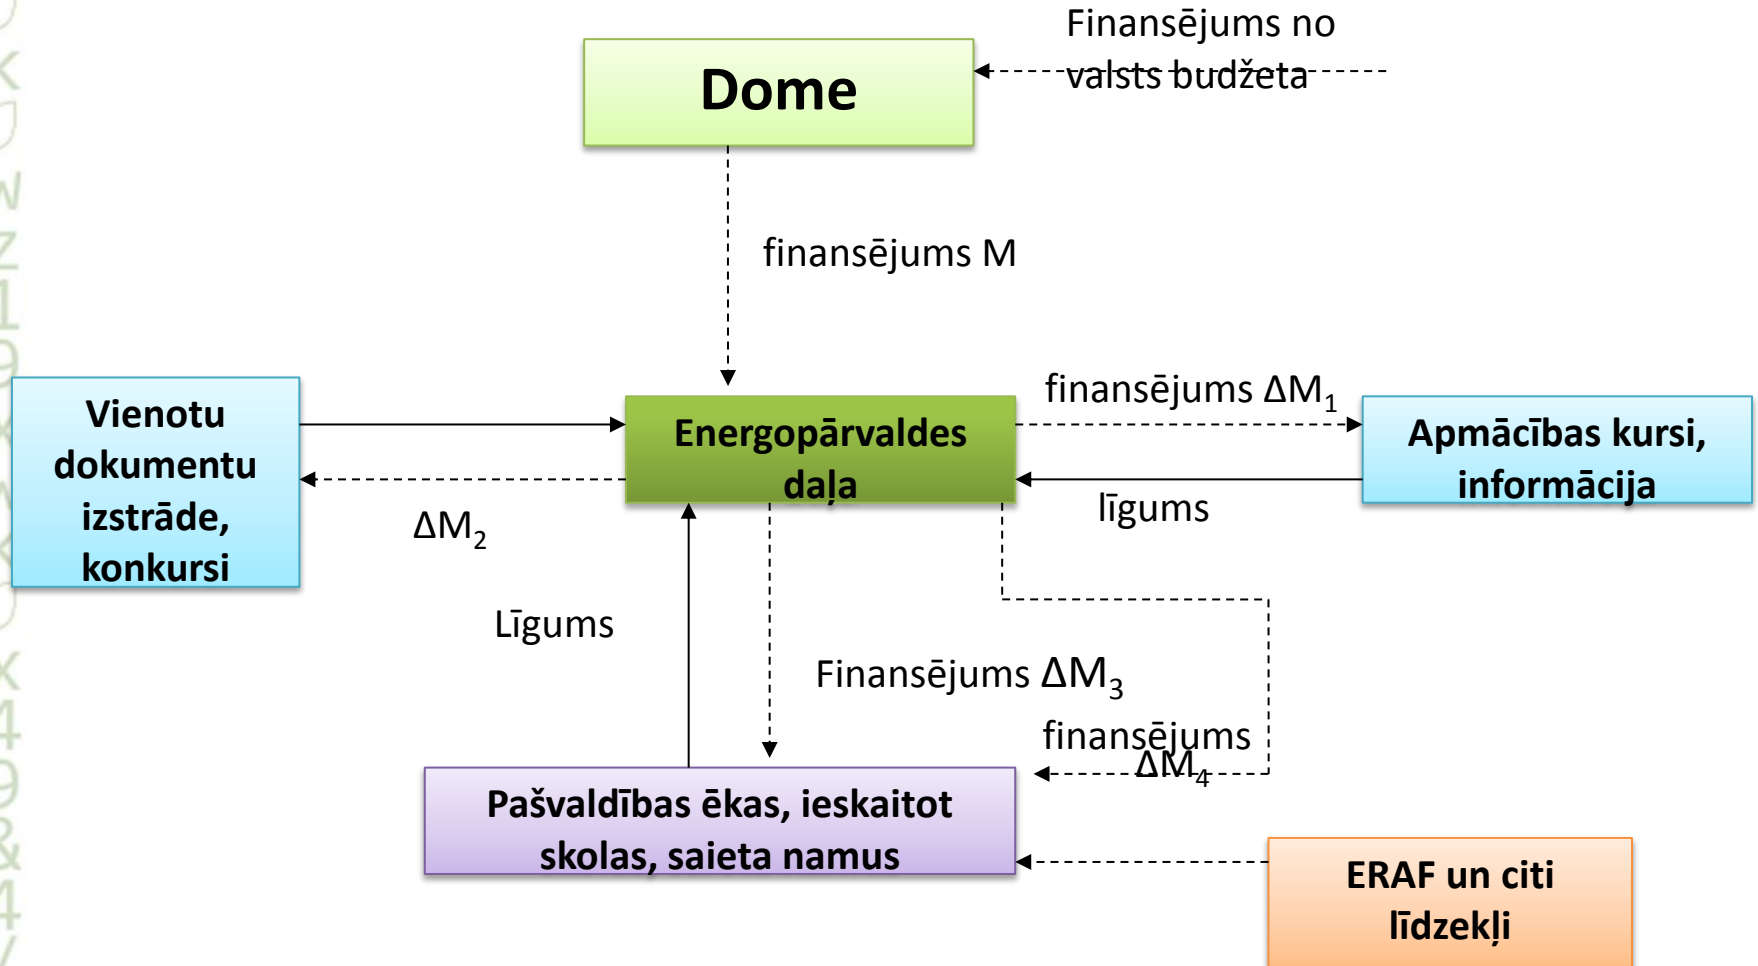 Finansējums no
valsts budžeta
Dome
finansējums M
finansējums ΔM₁
Vienotu
dokumentu
izstrāde,
konkursi
Energopārvaldes
daļa
Apmācības kursi,
informācija
līgums
ΔM₂
Līgums
Finansējums ΔM₃
finansējums
ΔM₄
Pašvaldības ēkas, ieskaitot
skolas, saieta namus
ERAF un citi
līdzekļi